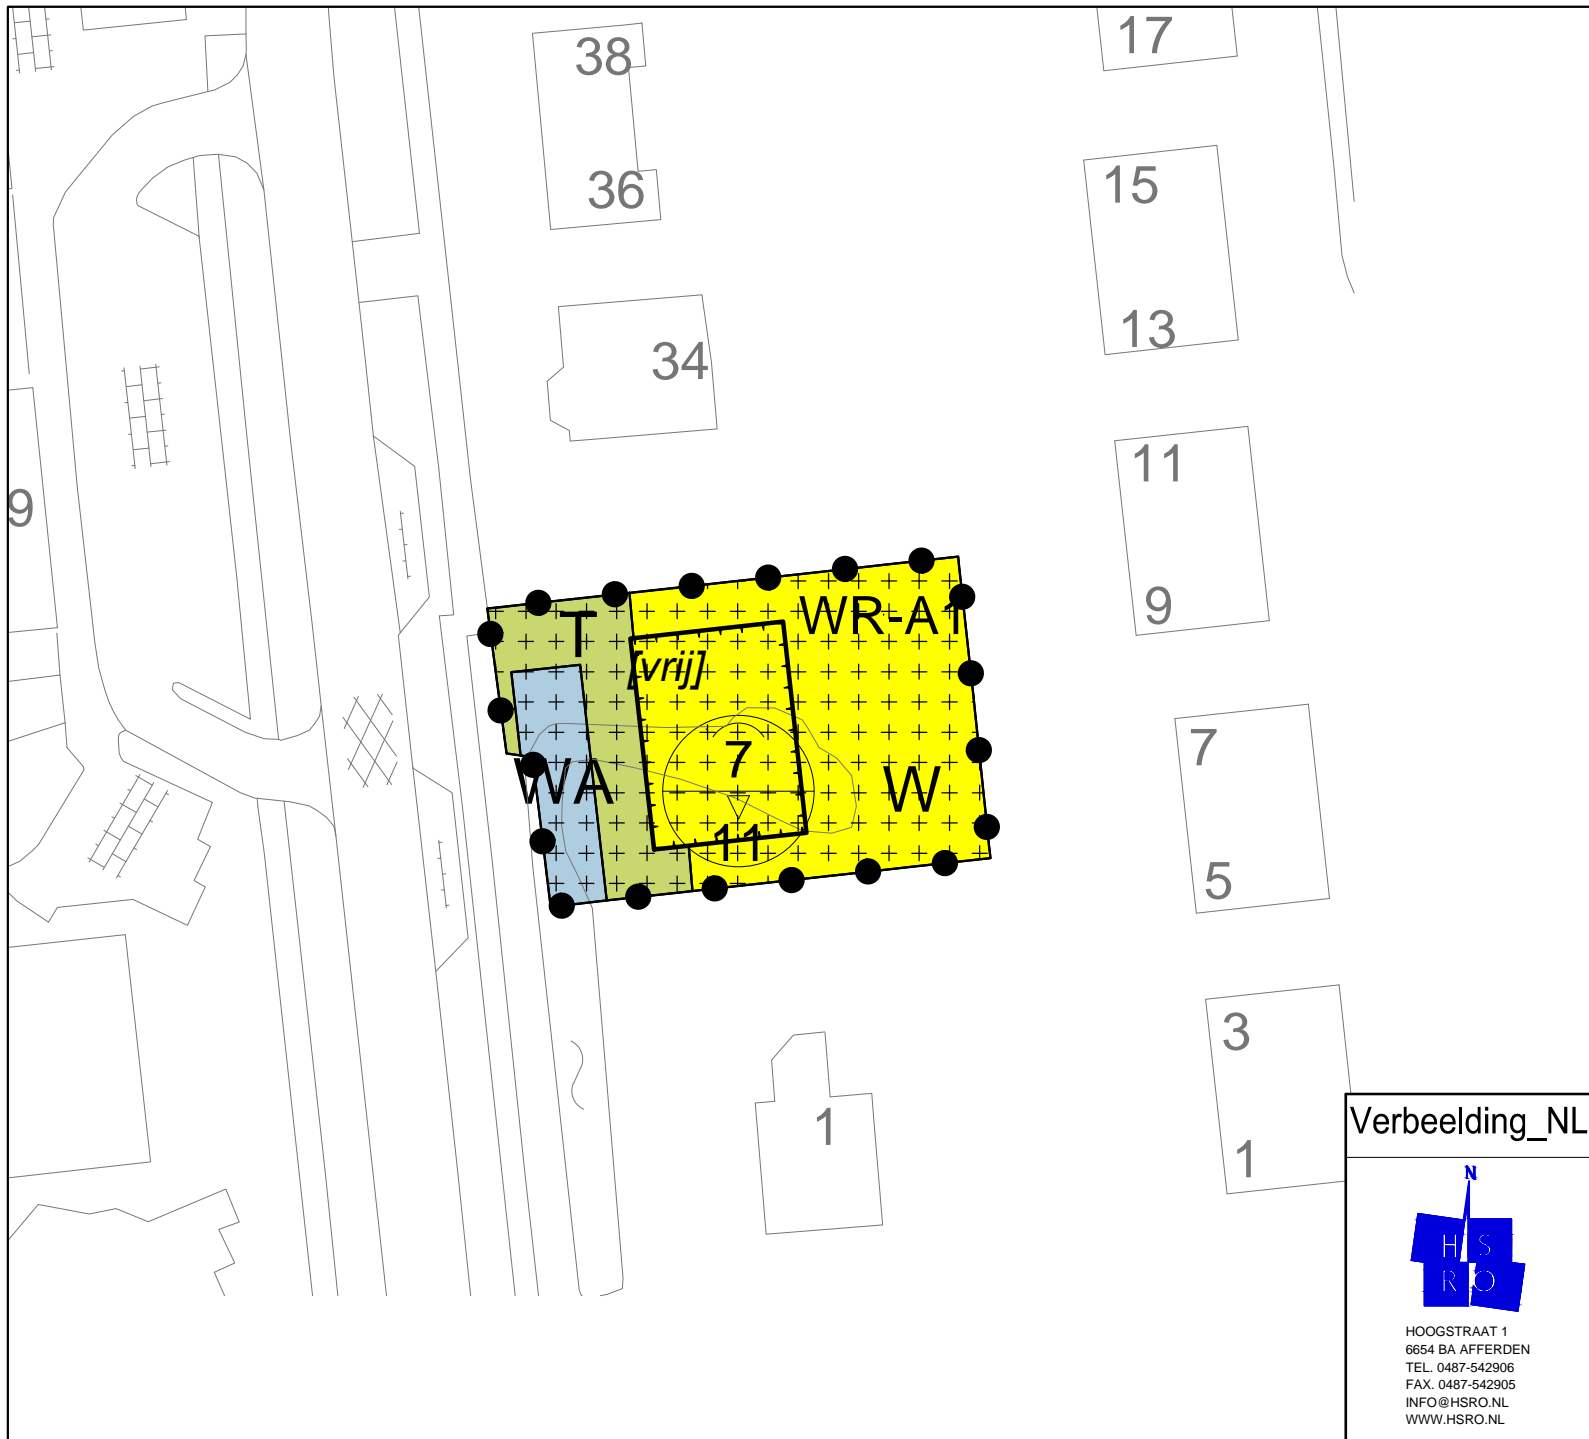 38
17
36
15
34
13
11
9
9
T
WR-A1
[vrij]
7
7
WA
W
11
5
3
1
1
Verbeelding_NL
N
H S
R O
HOOGSTRAAT 1
6654 BA AFFERDEN
TEL. 0487-542906
FAX. 0487-542905
INFO@HSRO.NL
WWW.HSRO.NL